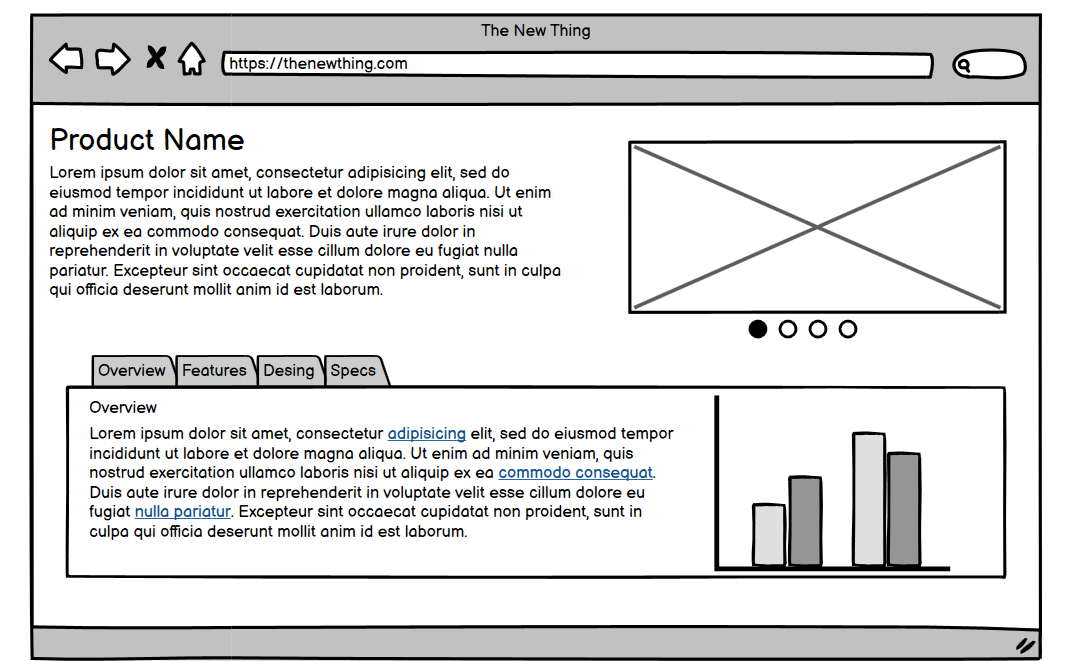 The New Thing
https://thenewthing.com
Product Name
Lorem ipsum dolor sit amet, consectetur adipisicing elit, sed do
eiusmod tempor incididunt ut labore et dolore magna aliqua. Ut enim
ad minim veniam, quis nostrud exercitation ullamco laboris nisi ut
aliquip ex ea commodo consequat. Duis aute irure dolor in
reprehenderit in voluptate velit esse cillum dolore eu fugiat nulla
pariatur. Excepteur sint occaecat cupidatat non proident, sunt in culpa
qui officia deserunt mollit anim id est laborum.
Overview Features Desing Specs
Overview
Lorem ipsum dolor sit amet, consectetur adipisicing elit, sed do eiusmod tempor
incididunt ut labore et dolore magna aliqua. Ut enim ad minim veniam, quis
nostrud exercitation ullamco laboris nisi ut aliquip ex ea commodo consequat.
Duis aute irure dolor in reprehenderit in voluptate velit esse cillum dolore eu
fugiat nulla pariatur. Excepteur sint occaecat cupidatat non proident, sunt in
culpa qui officia deserunt mollit anim id est laborum.